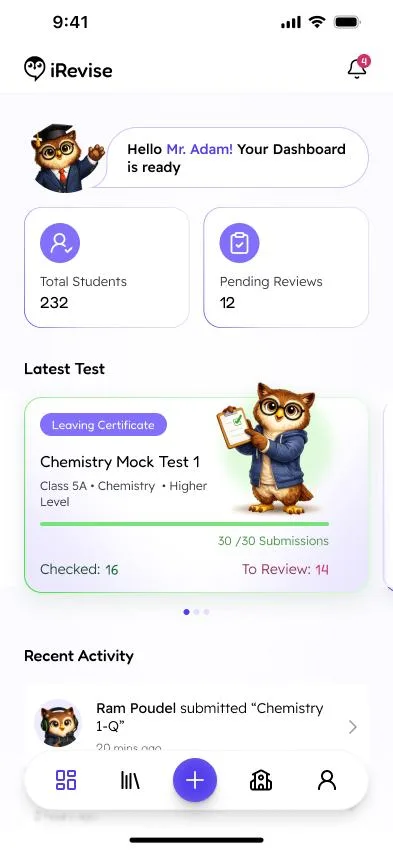 9:41
iRevise
4
Hello Mr. Adam! Your Dashboard
is ready
Total Students
232
Pending Reviews
12
Latest Test
Leaving Certificate
Chemistry Mock Test 1
Class 5A • Chemistry • Higher
Level
30 /30 Submissions
Checked: 16
To Review: 14
Recent Activity
Ram Poudel submitted “Chemistry
1-Q”
20 mins ago